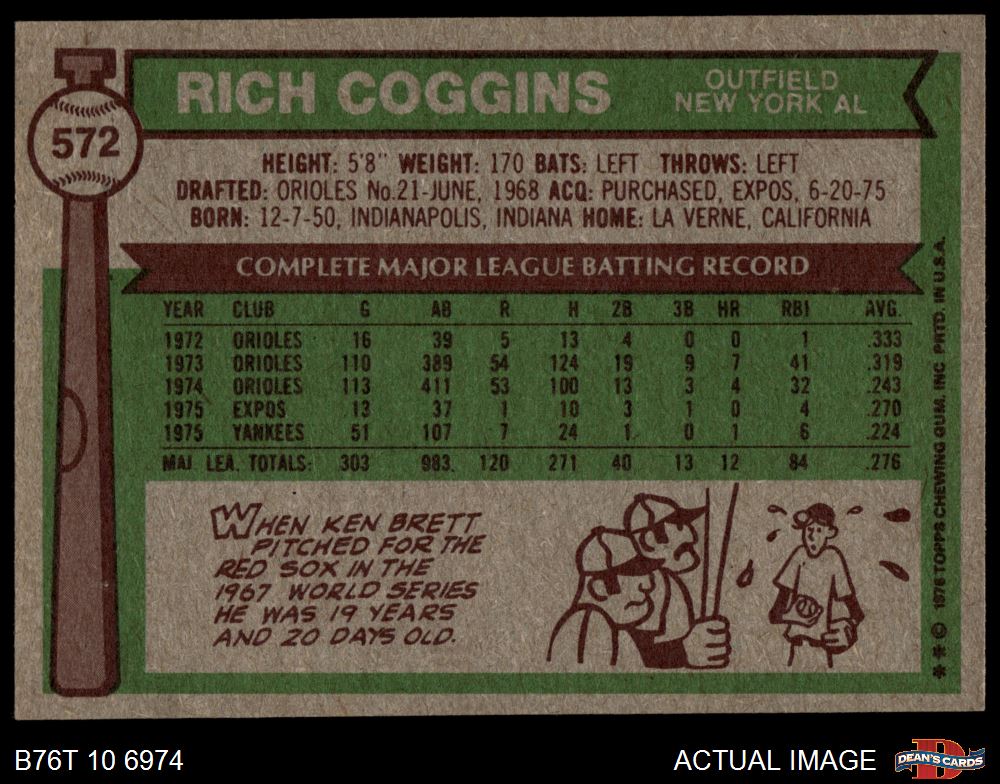 572
RICH COGGINS
OUTFIELD
NEW YORK AL
HEIGHT: 5'8" WEIGHT: 170 BATS: LEFT THROWS: LEFT
DRAFTED: ORIOLES No.21-JUNE, 1968 ACQ: PURCHASED, EXPOS, 6-20-75
BORN: 12-7-50, INDIANAPOLIS, INDIANA HOME: LA VERNE, CALIFORNIA
COMPLETE MAJOR LEAGUE BATTING RECORD
YEAR CLUB G AB R H 2B 3B HR RBI AVG.
1972 ORIOLES 16 39 5 13 4 0 0 1 .333
1973 ORIOLES 110 389 54 124 19 9 7 41 .319
1974 ORIOLES 113 411 53 100 13 3 4 32 .243
1975 EXPOS 13 37 1 10 3 1 0 4 .270
1975 YANKEES 51 107 7 24 1 0 1 6 .224
MAJ. LEA. TOTALS: 303 983 120 271 40 13 12 84 .276
WHEN KEN BRETT
PITCHED FOR THE
RED SOX IN THE
1967 WORLD SERIES
HE WAS 19 YEARS
AND 20 DAYS OLD.
** © 1976 TOPPS CHEWING GUM, INC. PRTD. IN U.S.A.
B76T 10 6974
ACTUAL IMAGE
D
DEAN'S CARDS